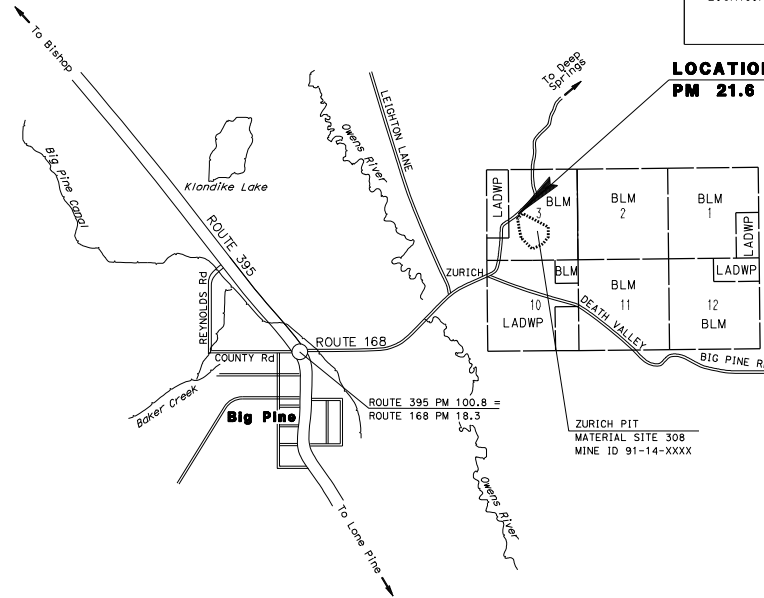 To Bishop
To Deep
Springs
LOCATION
PM 21.6
LEIGHTON LANE
Owens River
Big Pine Canal
Klondike Lake
LADWP
BLM
3
BLM
2
BLM
1
LADWP
ROUTE 395
ZURICH
BLM
BLM
LADWP
REYNOLDS Rd
10
LADWP
11
12
BLM
DEATH VALLEY
ROUTE 168
COUNTY Rd
BIG PINE R
Baker Creek
Big Pine
ROUTE 395 PM 100.8 =
ROUTE 168 PM 18.3
ZURICH PIT
MATERIAL SITE 308
MINE ID 91-14-XXXX
Owens River
To Lone Pine